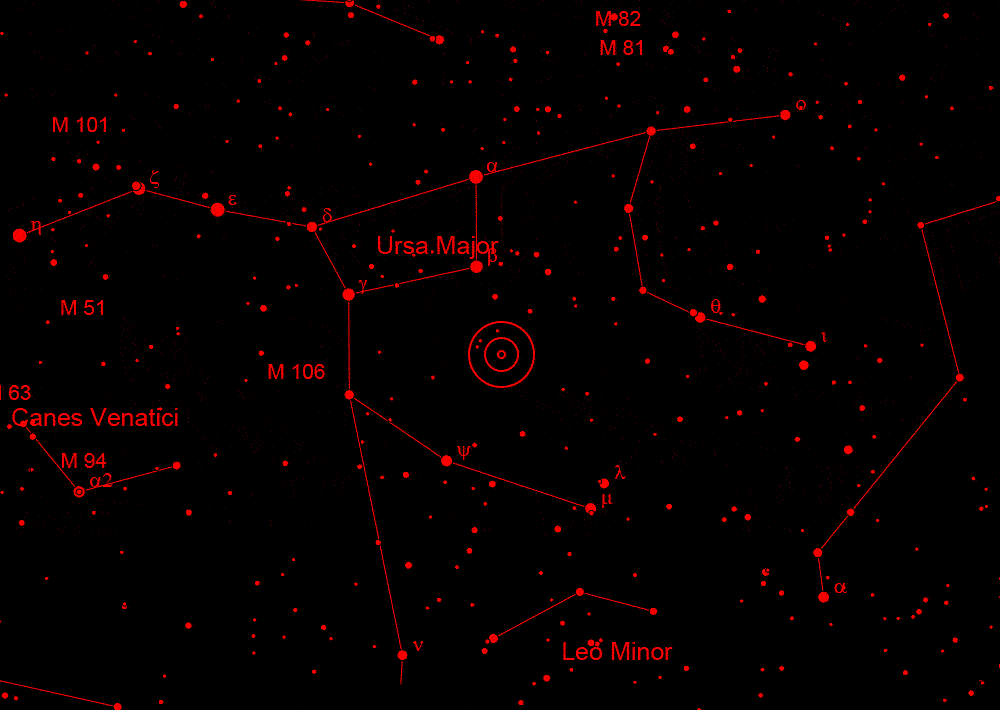 M 82
M 81
ο
M 101
α
ζ
ε
δ
η
Ursa.Major
β
γ
M 51
θ
ι
M 106
63
Canes Venatici
ψ
M 94
λ
α2
μ
α
ν
Leo Minor